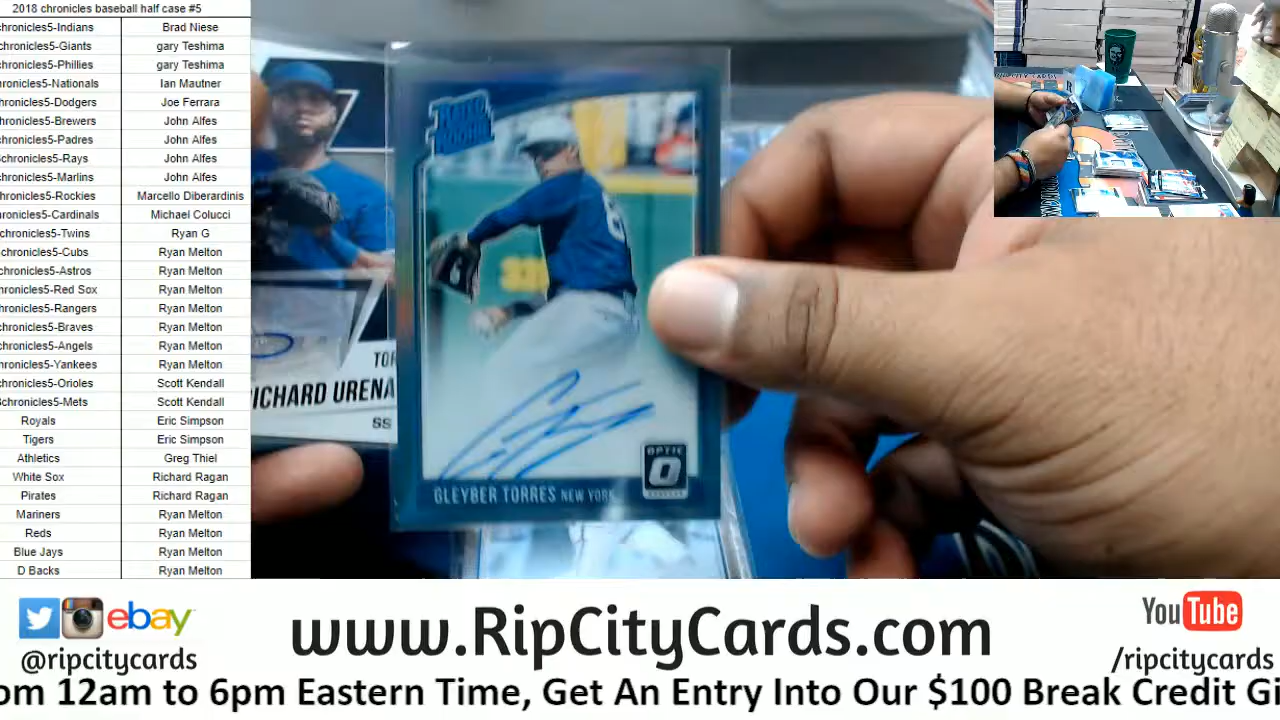 2018 chronicles baseball half case #5
chronicles5-Indians Brad Niese
chronicles5-Giants gary Teshima
chronicles5-Phillies gary Teshima
chronicles5-Nationals Ian Mautner
chronicles5-Dodgers Joe Ferrara
chronicles5-Brewers John Alfes
chronicles5-Padres John Alfes
chronicles5-Rays John Alfes
chronicles5-Marlins John Alfes
chronicles5-Rockies Marcello Diberardinis
chronicles5-Cardinals Michael Colucci
chronicles5-Twins Ryan G
chronicles5-Cubs Ryan Melton
chronicles5-Astros Ryan Melton
chronicles5-Red Sox Ryan Melton
chronicles5-Rangers Ryan Melton
chronicles5-Braves Ryan Melton
chronicles5-Angels Ryan Melton
chronicles5-Yankees Ryan Melton
chronicles5-Orioles Scott Kendall
chronicles5-Mets Scott Kendall
Royals Eric Simpson
Tigers Eric Simpson
Athletics Greg Thiel
White Sox Richard Ragan
Pirates Richard Ragan
Mariners Ryan Melton
Reds Ryan Melton
Blue Jays Ryan Melton
D Backs Ryan Melton
RATED
ROOKIE
TOR
RICHARD URENA
SS
OPTIC
GLEYBER TORRES NEW YORK
ebay
@ripcitycards
www.RipCityCards.com
YouTube
/ripcitycards
om 12am to 6pm Eastern Time, Get An Entry Into Our $100 Break Credit Gi